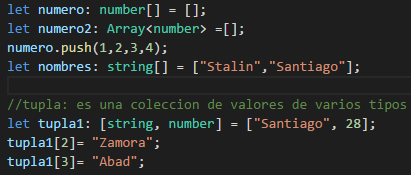 let numero: number[] = [];
let numero2: Array<number> =[];
numero.push(1,2,3,4);
let nombres: string[] = ["Stalin","Santiago"];
//tupla: es una coleccion de valores de varios tipos
let tupla1: [string, number] = ["Santiago", 28];
tupla1[2]= "Zamora";
tupla1[3]= "Abad";